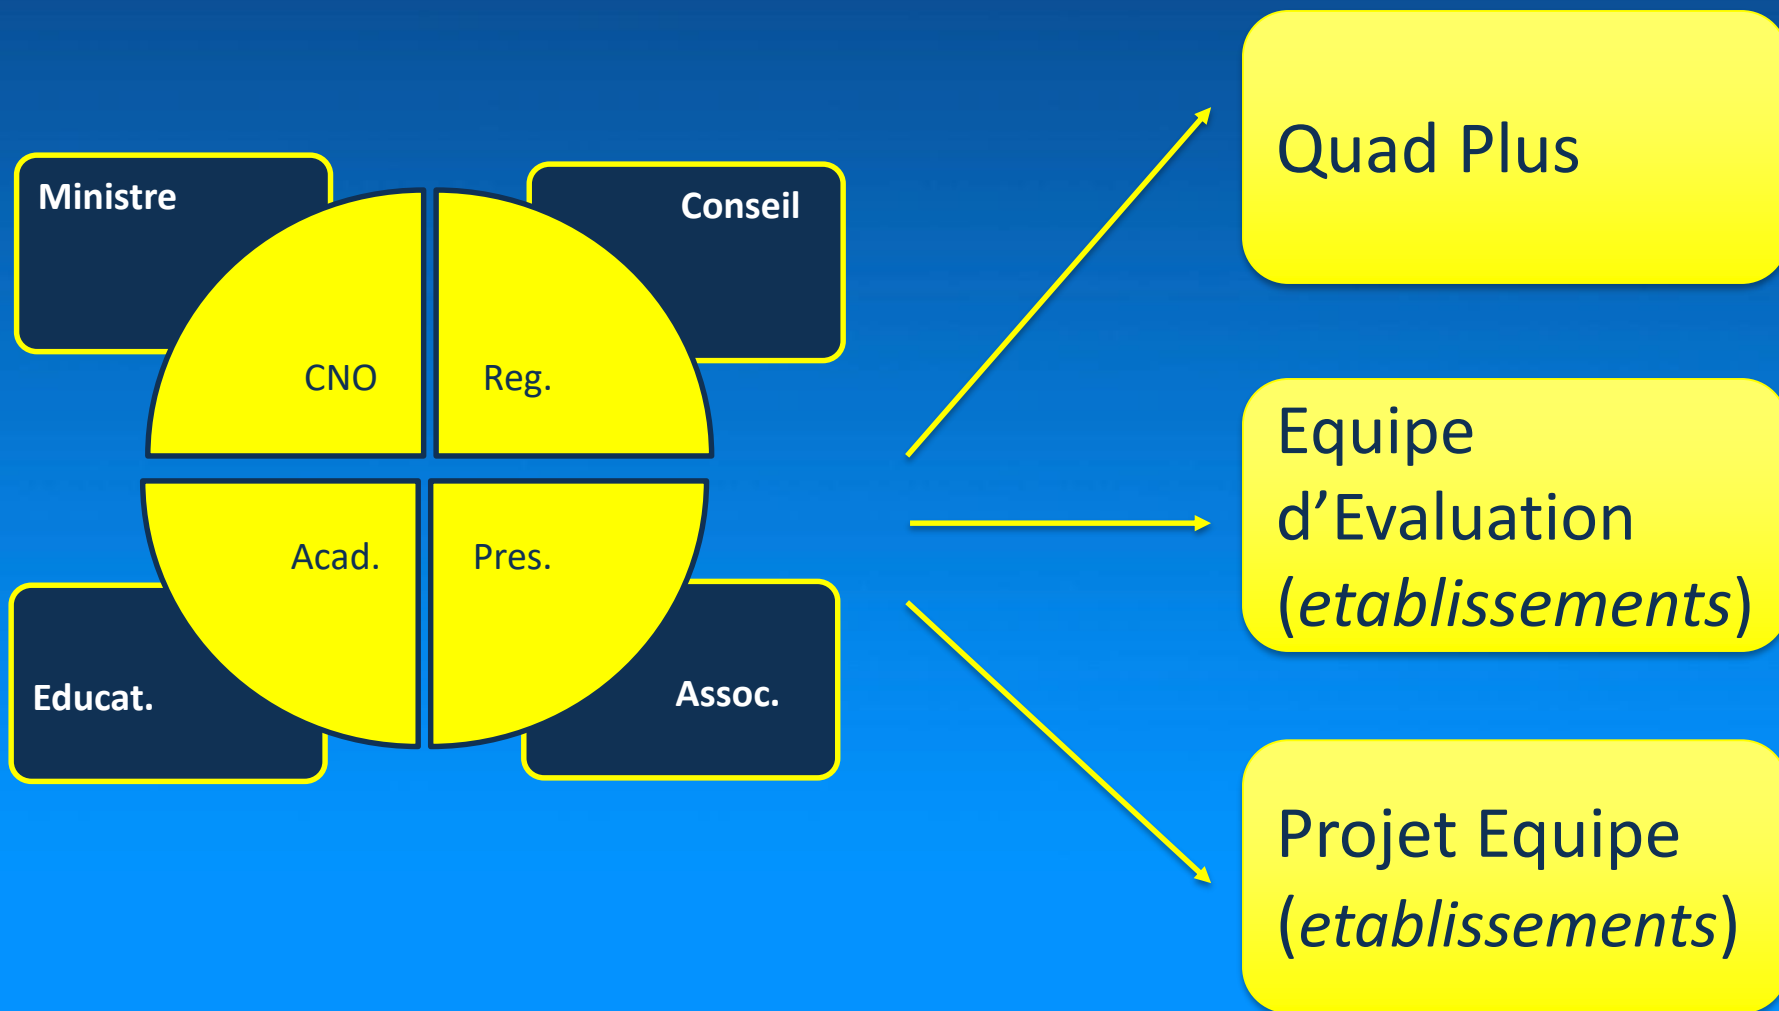 Ministre
Conseil
CNO
Reg.
Acad.
Pres.
Educat.
Assoc.
Quad Plus
Equipe
d’Evaluation
(etablissements)
Projet Equipe
(etablissements)